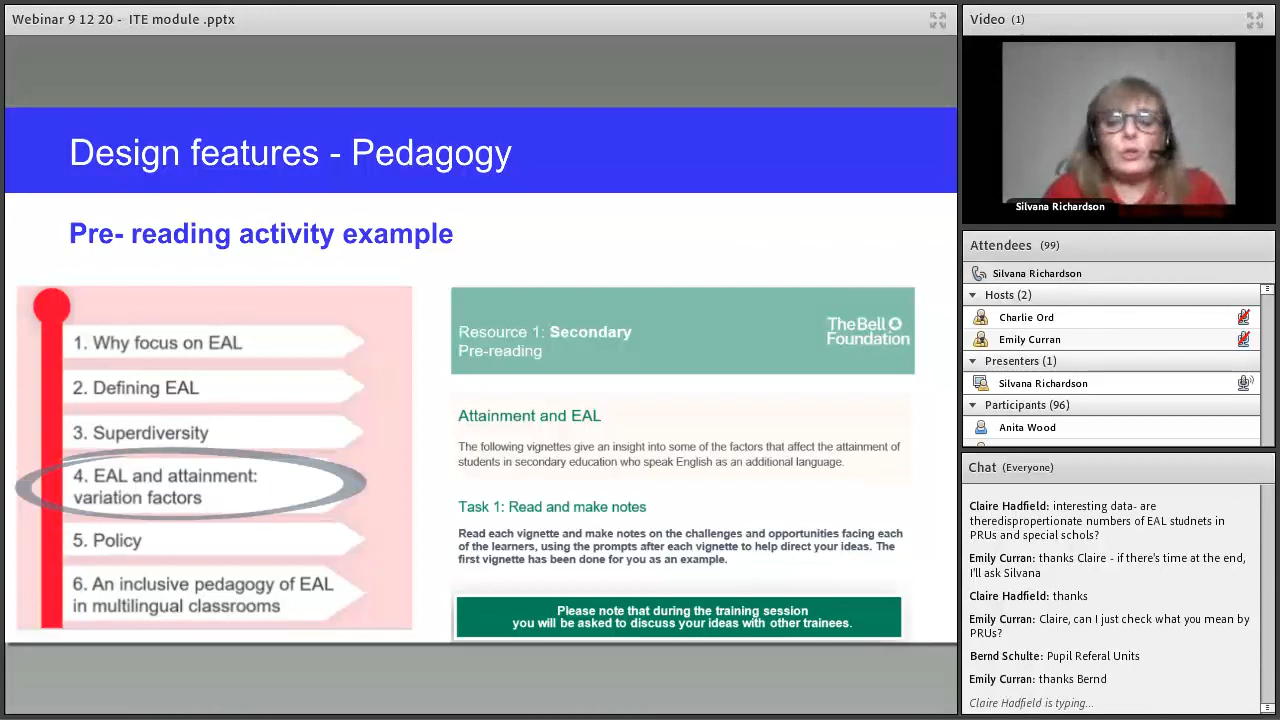 Webinar 9 12 20 - ITE module .pptx
Design features - Pedagogy
Pre- reading activity example
1. Why focus on EAL
2. Defining EAL
3. Superdiversity
4. EAL and attainment:
variation factors
5. Policy
6. An inclusive pedagogy of EAL
in multilingual classrooms
Resource 1: Secondary
Pre-reading
The Bell
Foundation
Attainment and EAL
The following vignettes give an insight into some of the factors that affect the attainment of
students in secondary education who speak English as an additional language.
Task 1: Read and make notes
Read each vignette and make notes on the challenges and opportunities facing each
of the learners, using the prompts after each vignette to help direct your ideas. The
first vignette has been done for you as an example.
Please note that during the training session
you will be asked to discuss your ideas with other trainees.
Video (1)
Silvana Richardson
Attendees (99)
Silvana Richardson
Hosts (2)
Charlie Ord
Emily Curran
Presenters (1)
Silvana Richardson
Participants (96)
Anita Wood
Chat (Everyone)
Claire Hadfield: interesting data- are
theredispropertionate numbers of EAL studnets in
PRUs and special schols?
Emily Curran: thanks Claire - if there's time at the end,
I'll ask Silvana
Claire Hadfield: thanks
Emily Curran: Claire, can I just check what you mean by
PRUs?
Bernd Schulte: Pupil Referal Units
Emily Curran: thanks Bernd
Claire Hadfield is typing...